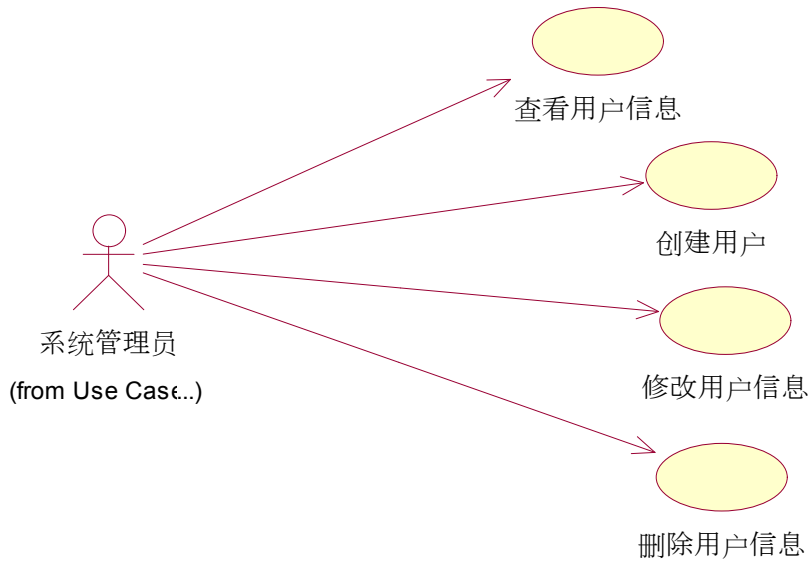 查看用户信息
创建用户
系统管理员
(from Use Case...)
修改用户信息
删除用户信息